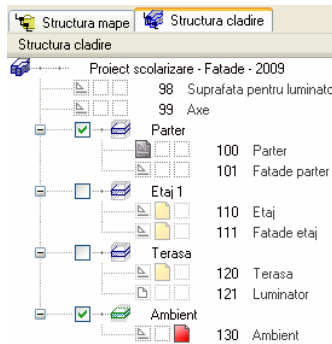 Structura mape Structura cladire
Structura cladire
Proiect scolarizare - Fatade - 2009
98 Suprafata pentru luminato
99 Axe
Parter
100 Parter
101 Fatade parter
Etaj 1
110 Etaj
111 Fatade etaj
Terasa
120 Terasa
121 Luminator
Ambient
130 Ambient